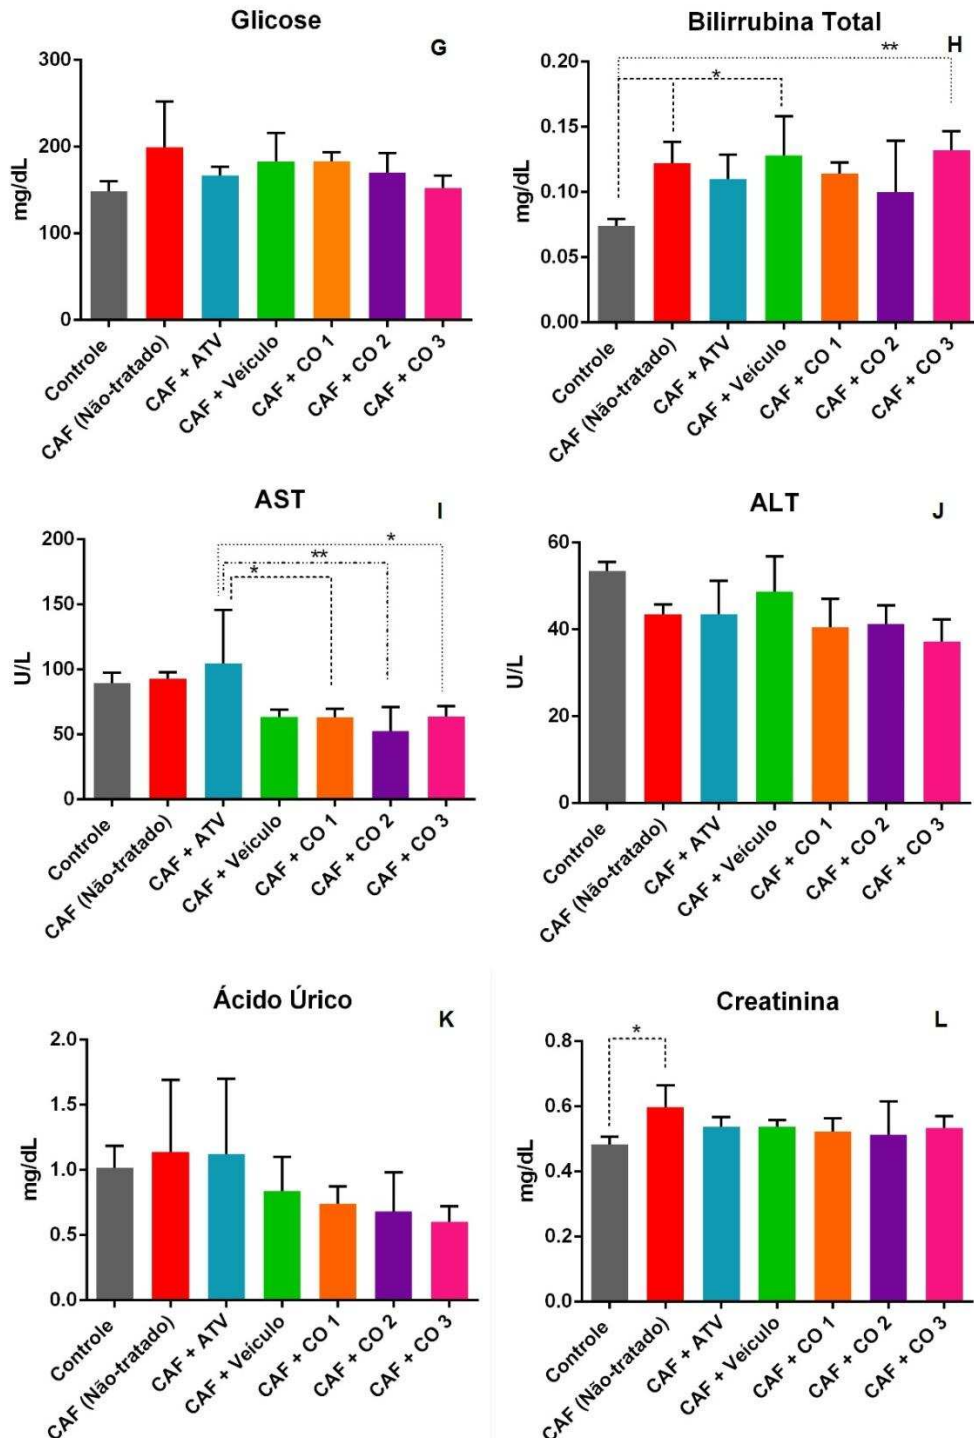 Glicose
G
300
200
100
0
mg/dL
Controle
CAF (Não-tratado)
CAF + ATV
CAF + Veículo
CAF + CO 1
CAF + CO 2
CAF + CO 3
Bilirrubina Total
H
**
*
0.20
0.15
0.10
0.05
0.00
mg/dL
Controle
CAF (Não-tratado)
CAF + ATV
CAF + Veículo
CAF + CO 1
CAF + CO 2
CAF + CO 3
AST
I
*
**
*
200
150
100
50
0
U/L
Controle
CAF (Não-tratado)
CAF + ATV
CAF + Veículo
CAF + CO 1
CAF + CO 2
CAF + CO 3
ALT
J
60
40
20
0
U/L
Controle
CAF (Não-tratado)
CAF + ATV
CAF + Veículo
CAF + CO 1
CAF + CO 2
CAF + CO 3
Ácido Úrico
K
2.0
1.5
1.0
0.5
0.0
mg/dL
Controle
CAF (Não-tratado)
CAF + ATV
CAF + Veículo
CAF + CO 1
CAF + CO 2
CAF + CO 3
Creatinina
L
*
0.8
0.6
0.4
0.2
0.0
mg/dL
Controle
CAF (Não-tratado)
CAF + ATV
CAF + Veículo
CAF + CO 1
CAF + CO 2
CAF + CO 3